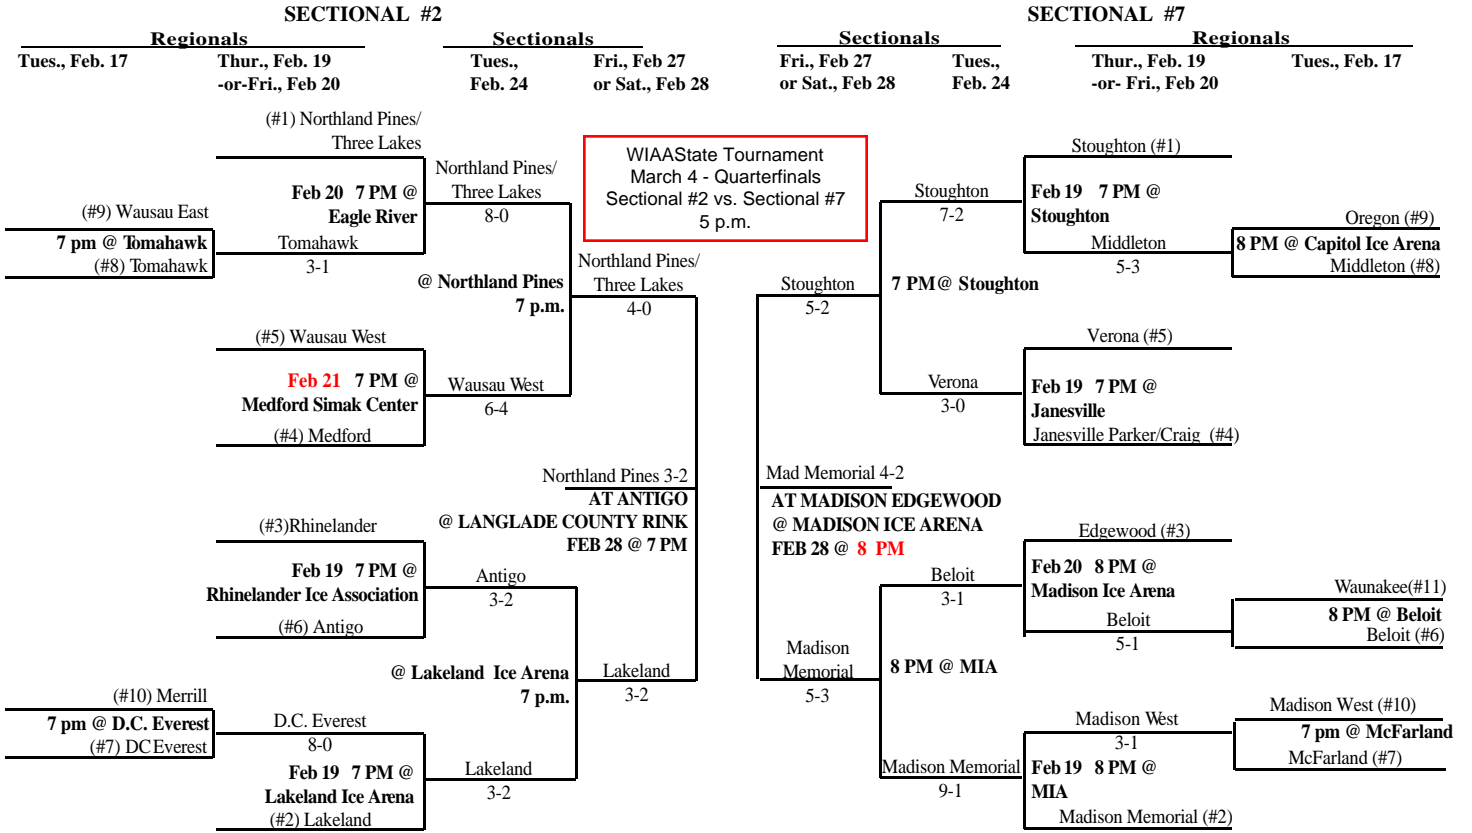 SECTIONAL #2
Regionals
Sectionals
Tues., Feb. 17
Thur., Feb. 19
-or-Fri., Feb 20
Tues.,
Feb. 24
Fri., Feb 27
or Sat., Feb 28
(#1) Northland Pines/
Three Lakes
Feb 20 7 PM @
Eagle River
(#9) Wausau East
7 pm @ Tomahawk
(#8) Tomahawk
Tomahawk
3-1
Northland Pines/
Three Lakes
8-0
@ Northland Pines
7 p.m.
(#5) Wausau West
Feb 21 7 PM @
Medford Simak Center
(#4) Medford
Wausau West
6-4
Northland Pines/
Three Lakes
4-0
Northland Pines 3-2
AT ANTIGO
@ LANGLADE COUNTY RINK
FEB 28 @ 7 PM
(#3)Rhinelander
Feb 19 7 PM @
Rhinelander Ice Association
(#6) Antigo
Antigo
3-2
@ Lakeland Ice Arena
7 p.m.
Lakeland
3-2
(#10) Merrill
7 pm @ D.C. Everest
(#7) DC Everest
D.C. Everest
8-0
Feb 19 7 PM @
Lakeland Ice Arena
(#2) Lakeland
Lakeland
3-2
WIAAState Tournament
March 4 - Quarterfinals
Sectional #2 vs. Sectional #7
5 p.m.
SECTIONAL #7
Sectionals
Regionals
Fri., Feb 27
or Sat., Feb 28
Tues.,
Feb. 24
Thur., Feb. 19
-or- Fri., Feb 20
Tues., Feb. 17
Stoughton (#1)
Feb 19 7 PM @
Stoughton
Oregon (#9)
8 PM @ Capitol Ice Arena
Middleton (#8)
Middleton
5-3
Stoughton
7-2
7 PM@ Stoughton
Stoughton
5-2
Verona (#5)
Feb 19 7 PM @
Janesville
Janesville Parker/Craig (#4)
Verona
3-0
Mad Memorial 4-2
AT MADISON EDGEWOOD
@ MADISON ICE ARENA
FEB 28 @ 8 PM
Edgewood (#3)
Feb 20 8 PM @
Madison Ice Arena
Waunakee(#11)
8 PM @ Beloit
Beloit (#6)
Beloit
5-1
Beloit
3-1
8 PM @ MIA
Madison
Memorial
5-3
Madison West (#10)
7 pm @ McFarland
McFarland (#7)
Madison West
3-1
Feb 19 8 PM @
MIA
Madison Memorial (#2)
Madison Memorial
9-1